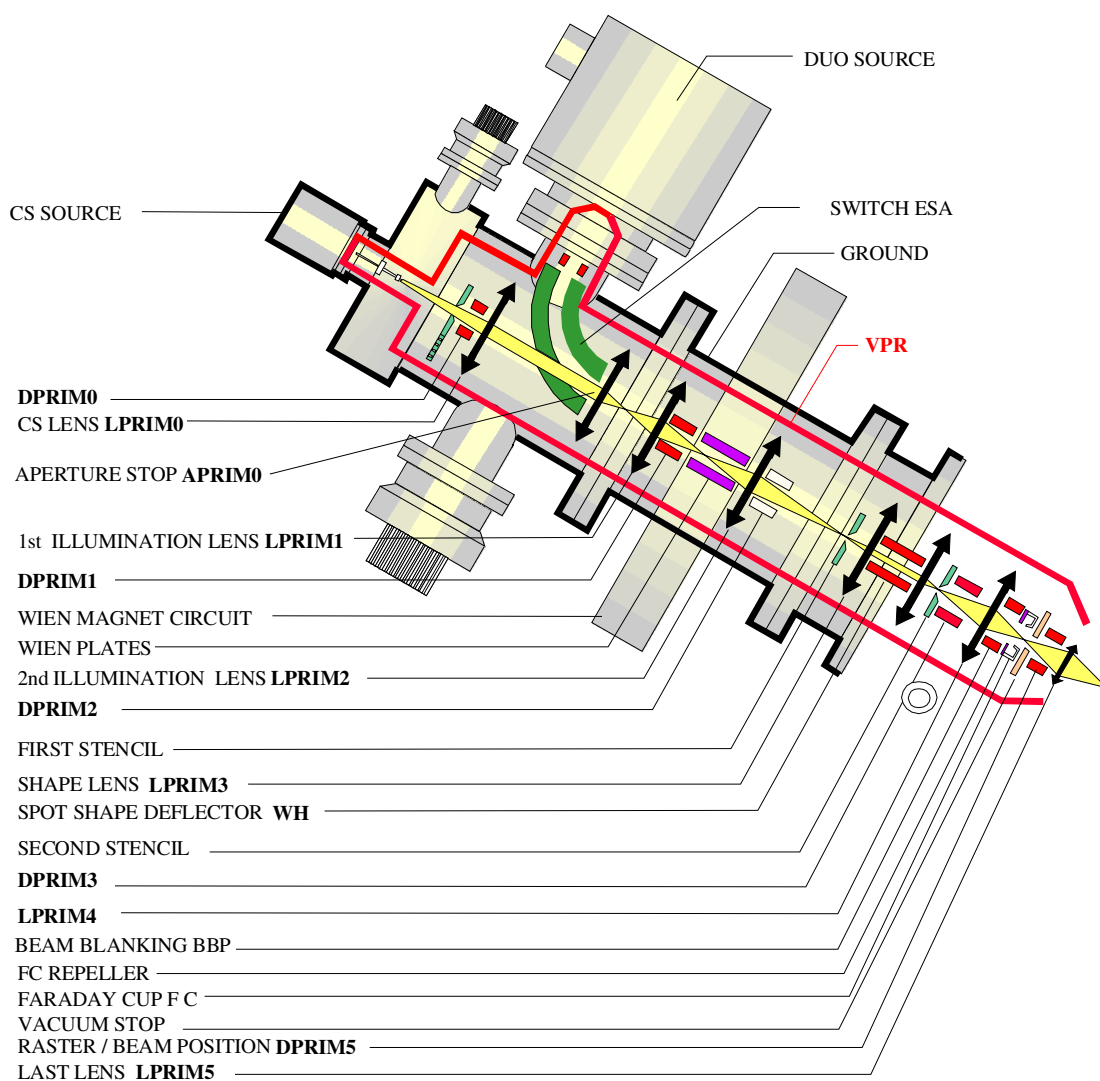 DUO SOURCE
CS SOURCE
SWITCH ESA
GROUND
VPR
DPRIM0
CS LENS LPRIM0
APERTURE STOP APRIM0
1st ILLUMINATION LENS LPRIM1
DPRIM1
WIEN MAGNET CIRCUIT
WIEN PLATES
2nd ILLUMINATION LENS LPRIM2
DPRIM2
FIRST STENCIL
SHAPE LENS LPRIM3
SPOT SHAPE DEFLECTOR WH
SECOND STENCIL
DPRIM3
LPRIM4
BEAM BLANKING BBP
FC REPELLER
FARADAY CUP F C
VACUUM STOP
RASTER / BEAM POSITION DPRIM5
LAST LENS LPRIM5